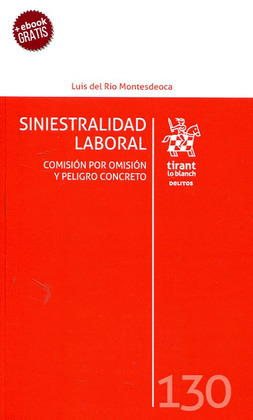 +ebook
GRATIS
Luis del Río Montesdeoca
SINIESTRALIDAD
LABORAL
COMISIÓN POR OMISIÓN
Y PELIGRO CONCRETO
tirant
lo blanch
DELITOS
130